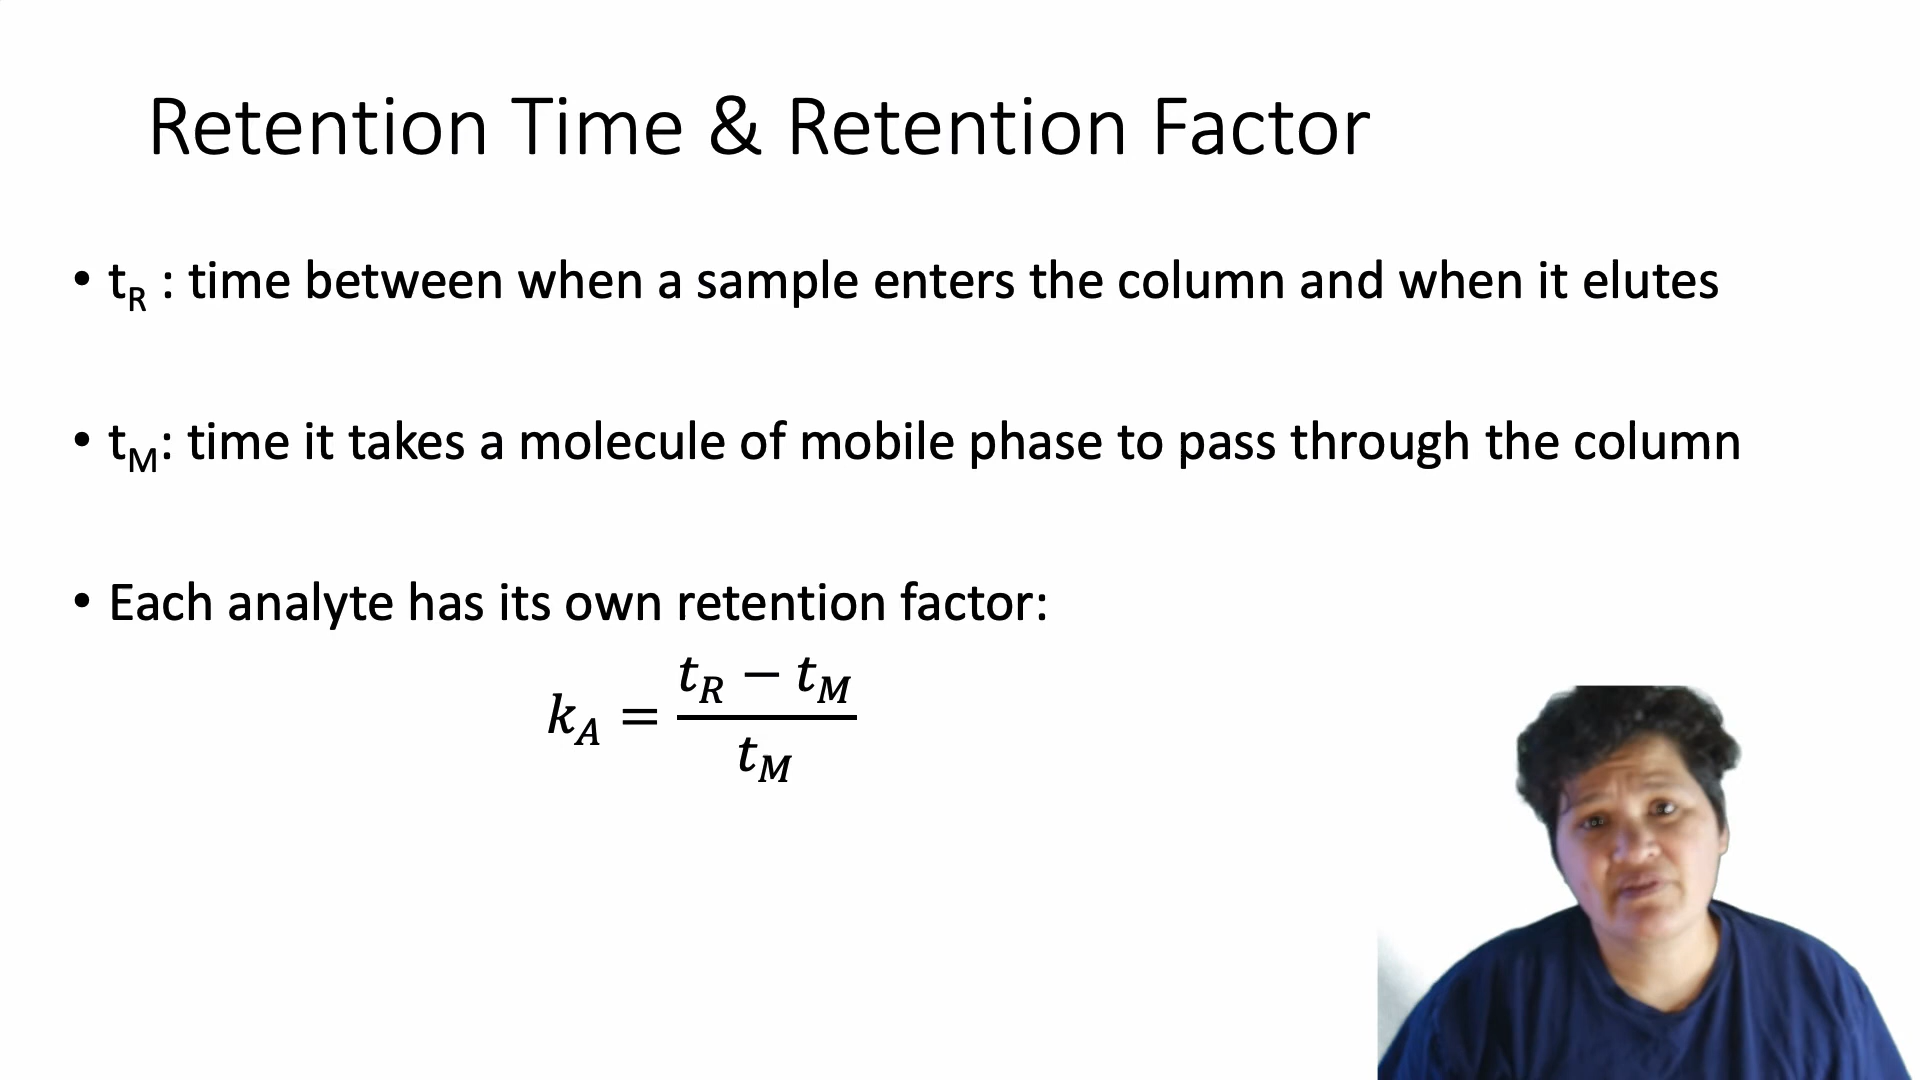 Retention Time & Retention Factor
• t_R : time between when a sample enters the column and when it elutes
• t_M: time it takes a molecule of mobile phase to pass through the column
• Each analyte has its own retention factor:
k_A = (t_R − t_M) / t_M